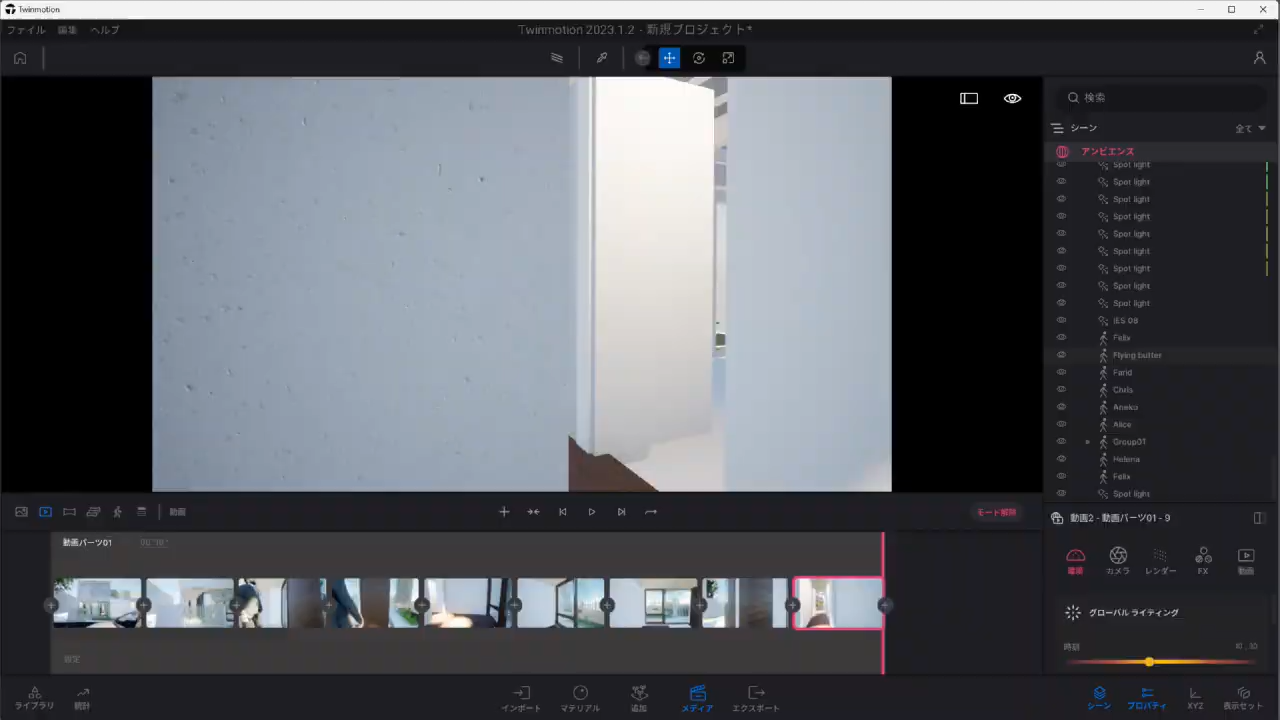 Twinmotion
ファイル 編集 ヘルプ
Twinmotion 2023.1.2 - 新規プロジェクト*
検索
シーン
全て
アンビエンス
Spot light
Spot light
Spot light
Spot light
Spot light
Spot light
Spot light
Spot light
Spot light
IES 08
Felix
Flying butter
Farid
Chris
Aneko
Alice
Group01
Helena
Felix
Spot light
動画
モード解除
動画パーツ01
動画2 - 動画パーツ01 - 9
環境 カメラ レンダー FX 動画
グローバル ライティング
時刻
設定
ライブラリ 統計 インポート マテリアル 追加 メディア エクスポート シーン プロパティ XYZ 表示セット